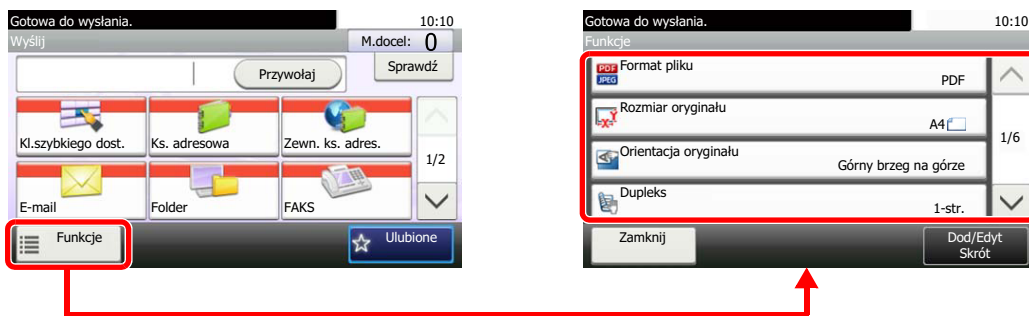 Gotowa do wysłania.
10:10
Wyślij
M.docel: 0
Przywołaj
Sprawdź
Kl.szybkiego dost.
Ks. adresowa
Zewn. ks. adres.
1/2
E-mail
Folder
FAKS
Funkcje
Ulubione
Gotowa do wysłania.
10:10
Funkcje
PDF
JPEG
Format pliku
PDF
Rozmiar oryginału
A4
1/6
Orientacja oryginału
Górny brzeg na górze
Dupleks
1-str.
Zamknij
Dod/Edyt
Skrót